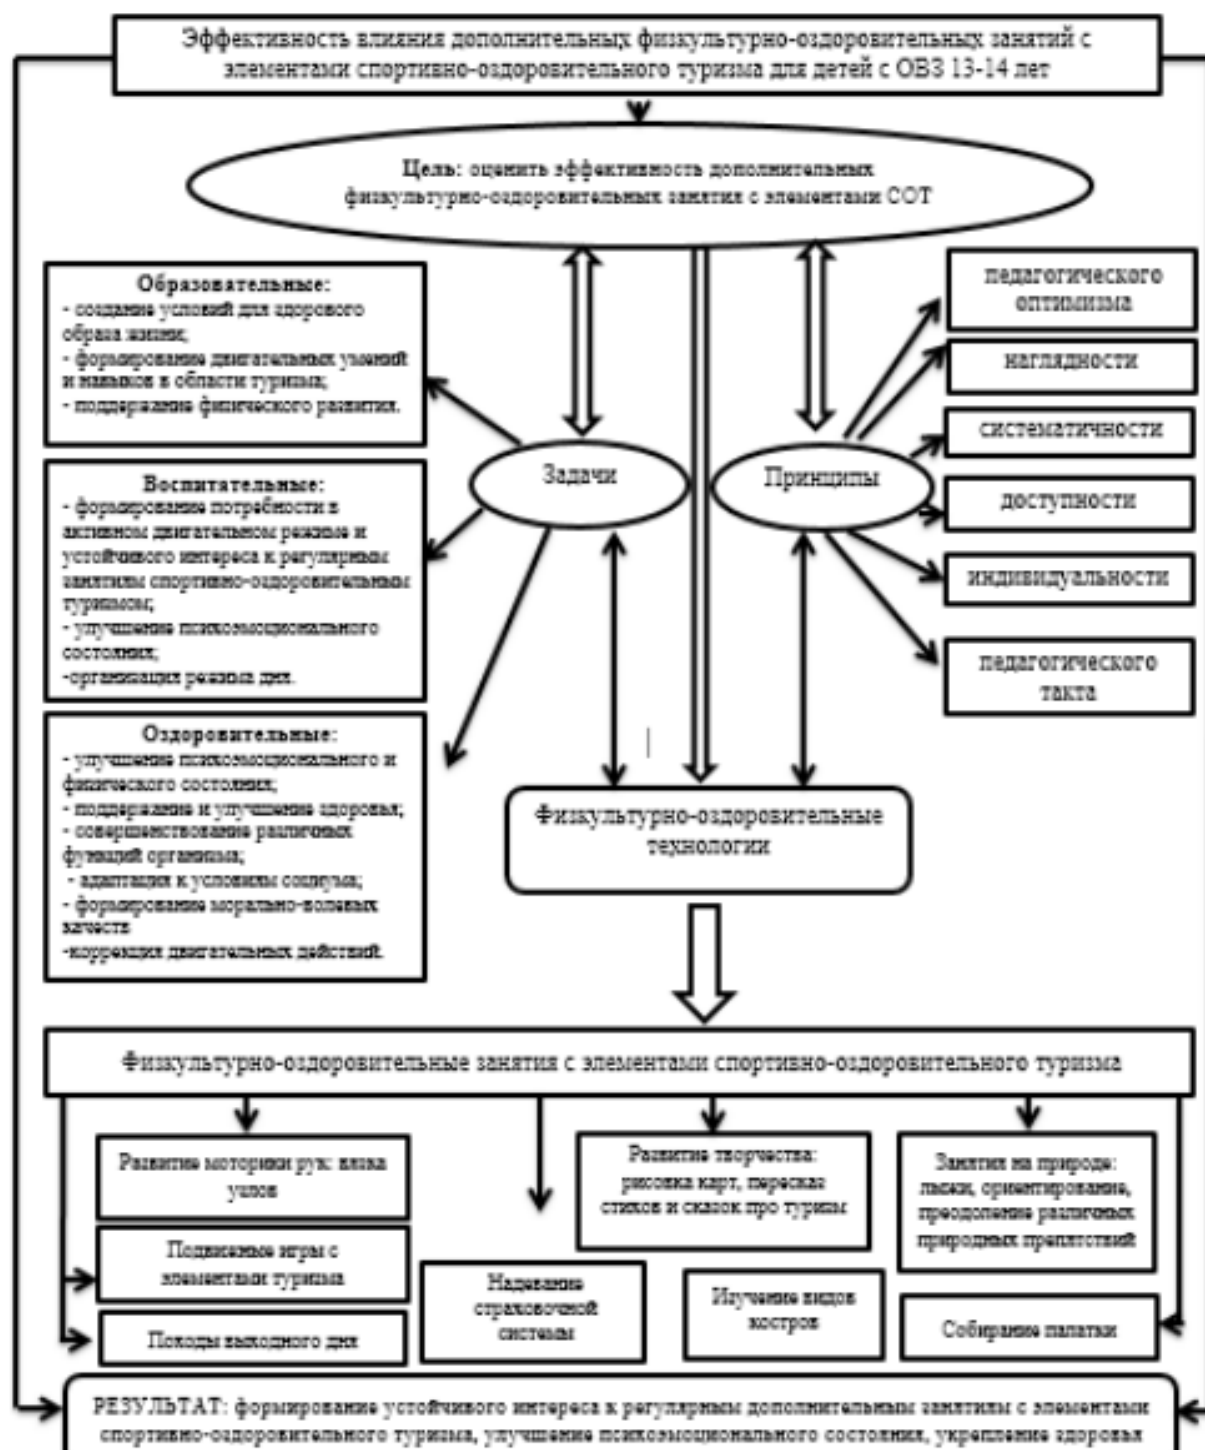 Эффективность влияния дополнительных физкультурно-оздоровительных занятий с
элементами спортивно-оздоровительного туризма для детей с ОВЗ 13-14 лет
Цель: оценить эффективность дополнительных
физкультурно-оздоровительных занятия с элементами СОТ
Образовательные:
- создание условий для здорового
образа жизни;
- формирование двигательных умений
и навыков в области туризма;
- поддержание физического развития.
Воспитательные:
- формирование потребности в
активном двигательном режиме и
устойчивого интереса к регулярным
занятиям спортивно-оздоровительным
туризмом;
- улучшение психоэмоционального
состояния;
-организация режима дня.
Оздоровительные:
- улучшение психоэмоционального и
физического состояния;
- поддержание и улучшение здоровья;
- совершенствование различных
функций организма;
- адаптация к условиям социума;
- формирование морально-волевых
качеств
-коррекция двигательных действий.
Задачи
Принципы
педагогического
оптимизма
наглядности
систематичности
доступности
индивидуальности
педагогического
такта
Физкультурно-оздоровительные
технологии
Физкультурно-оздоровительные занятия с элементами спортивно-оздоровительного туризма
Развитие моторики рук: вязка
узлов
Подвижные игры с
элементами туризма
Походы выходного дня
Надевание
страховочной
системы
Развитие творчества:
рисовка карт, пересказ
стихов и сказок про туризм
Изучение видов
костров
Занятия на природе:
лыжи, ориентирование,
преодоление различных
природных препятствий
Собирание палатки
РЕЗУЛЬТАТ: формирование устойчивого интереса к регулярным дополнительным занятиям с элементами
спортивно-оздоровительного туризма, улучшение психоэмоционального состояния, укрепление здоровья